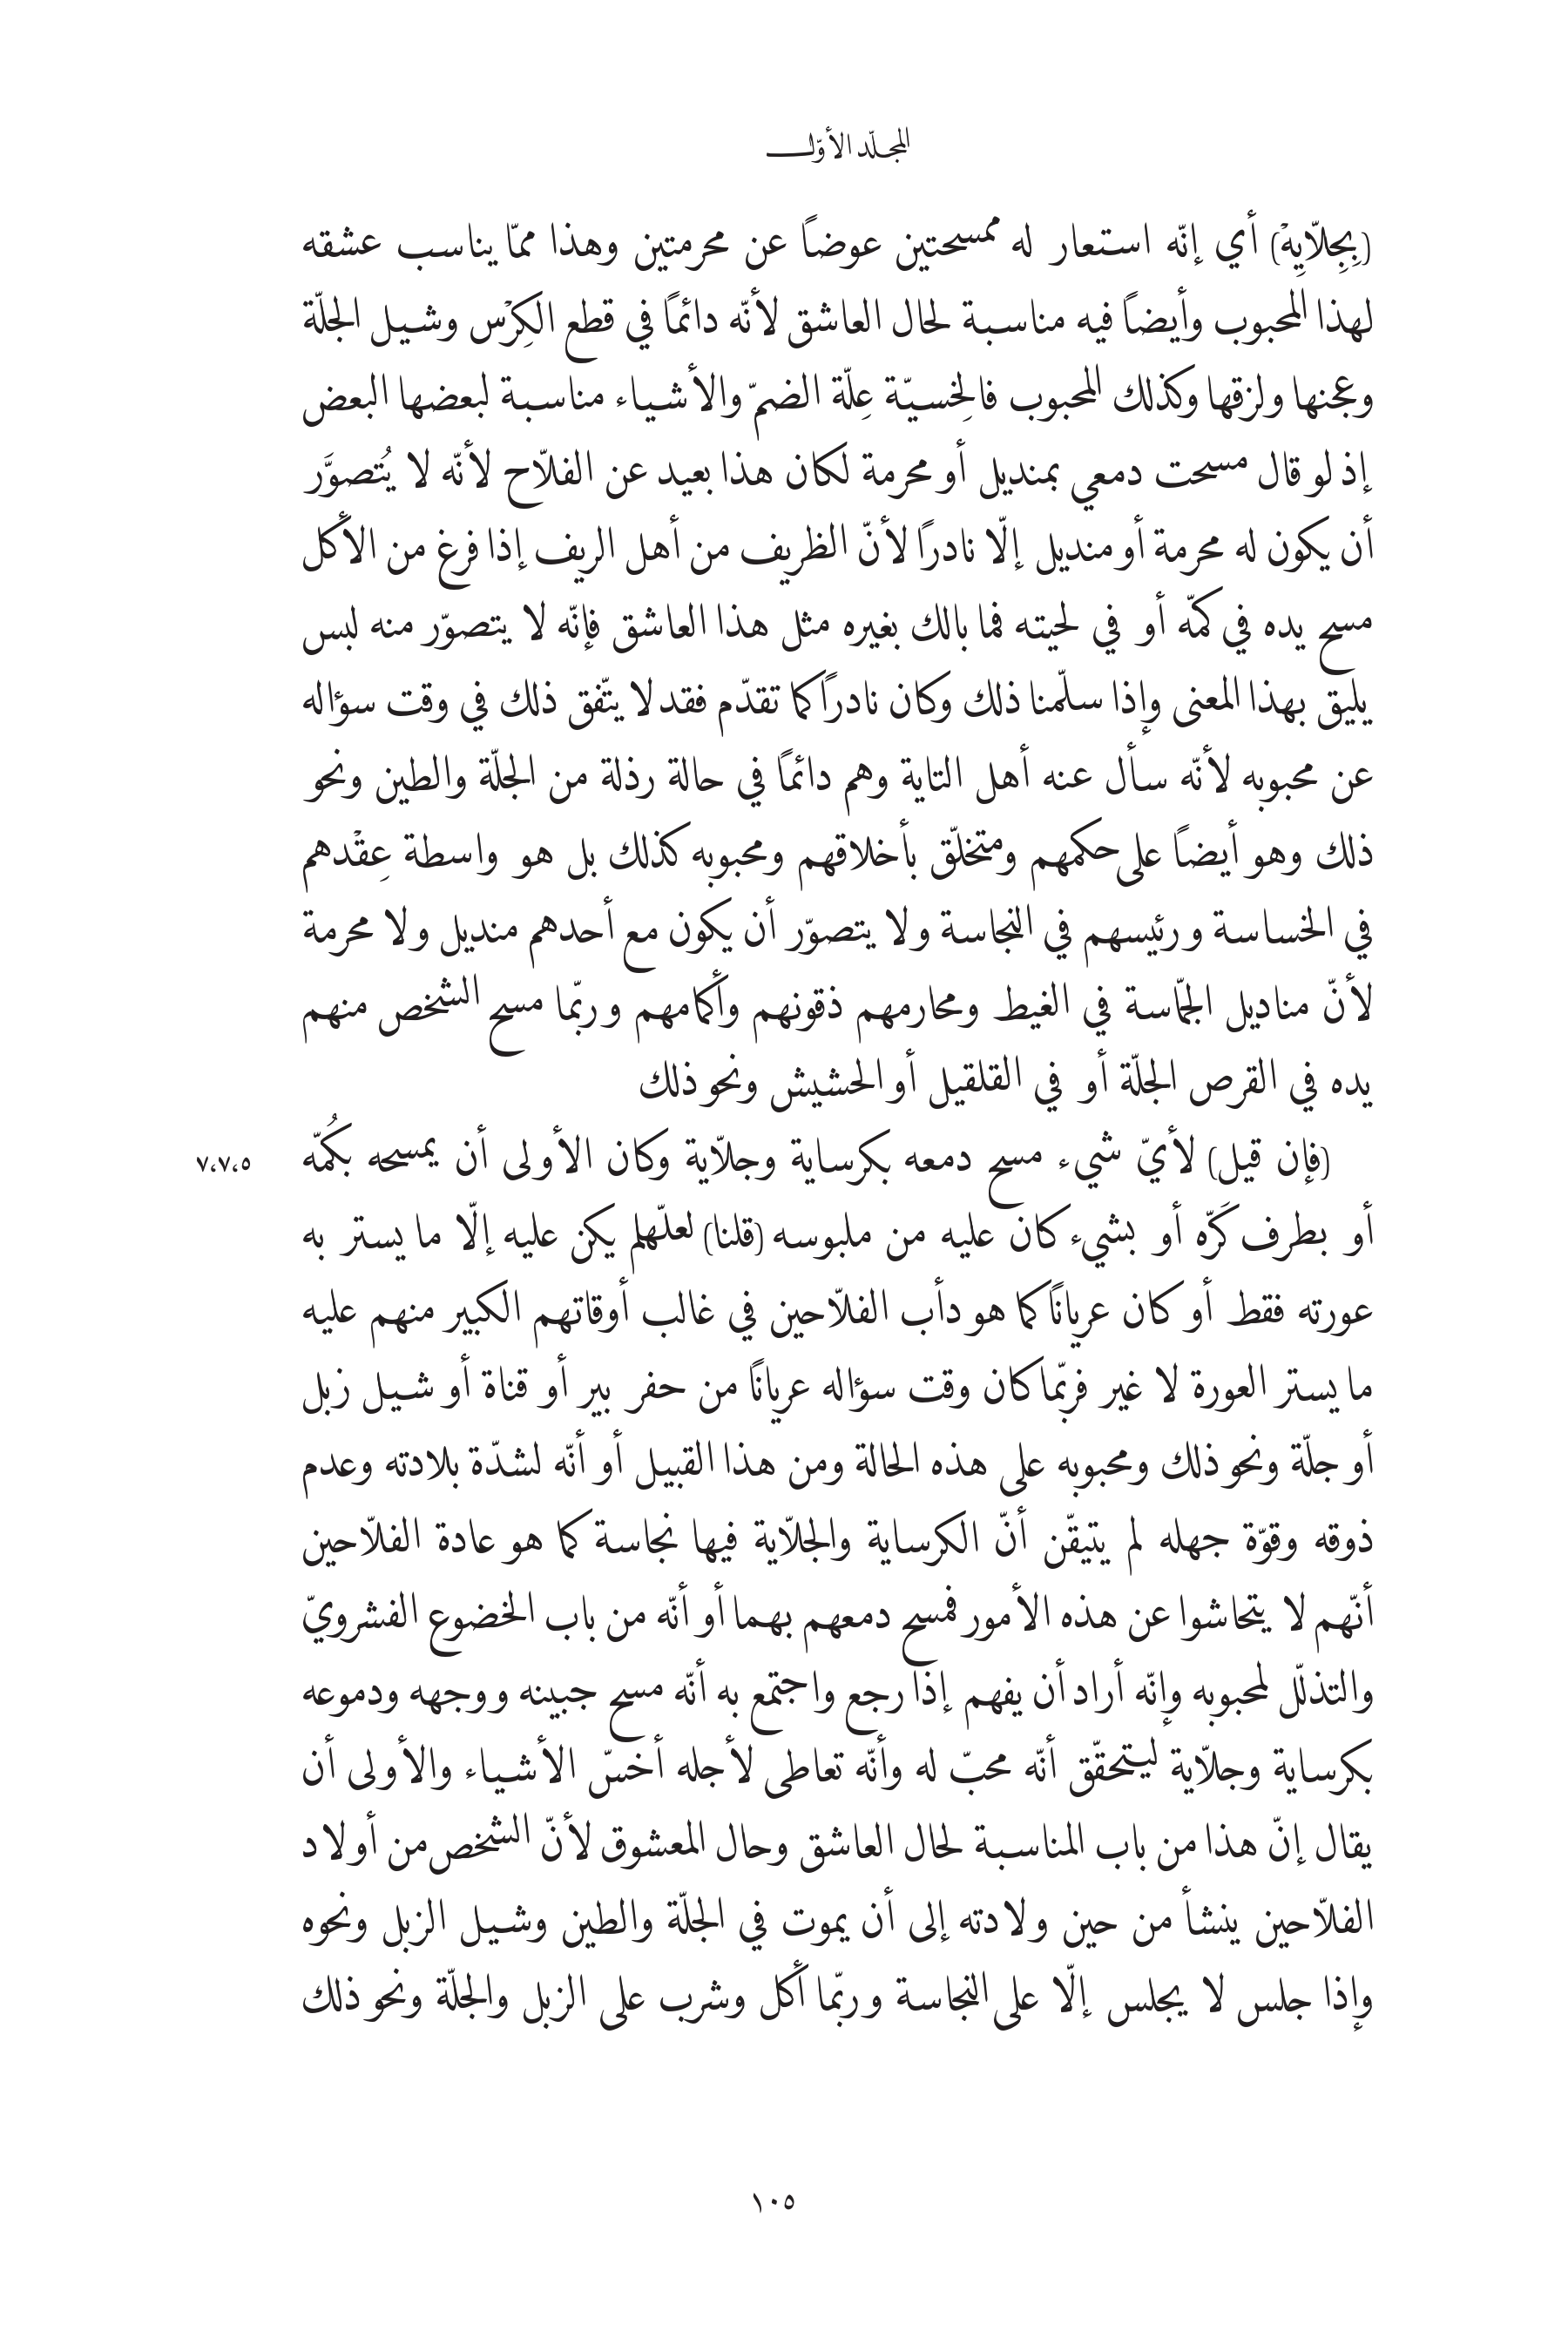 المجلّد الأوّل
(بِجِلّايِهْ) أي إنّه استعار له ممسحتين عوضاً عن محرمتين وهذا ممّا يناسب عشقه
لهذا المحبوب وأيضاً فيه مناسبة لحال العاشق لأنّه دائماً في قطع الكِرْس وشيل الجلّة
وعجنها ولزقها وكذلك المحبوب فالخِسيّة عِلّة الضمّ والأشياء مناسبة لبعضها البعض
إذ لو قال مسحت دمعي بمنديل أو محرمة لكان هذا بعيد عن الفلاّح لأنّه لا يُتصوَّر
أن يكون له محرمة أو منديل إلّا نادراً لأنّ الظريف من أهل الريف إذا فرغ من الأكل
مسح يده في كمّه أو في لحيته فما بالك بغيره مثل هذا العاشق فإنّه لا يتصوّر منه لبس
يليق بهذا المعنى وإذا سلّمنا ذلك وكان نادراً كما تقدّم فقد لا يتّفق ذلك في وقت سؤاله
عن محبوبه لأنّه سأل عنه أهل التاية وهم دائماً في حالة رذلة من الجلّة والطين ونحو
ذلك وهو أيضاً على حكمهم ومتخلّق بأخلاقهم ومحبوبه كذلك بل هو واسطة عِقْدهم
في الخساسة ورئيسهم في النجاسة ولا يتصوّر أن يكون مع أحدهم منديل ولا محرمة
لأنّ مناديل الجمّاسة في الغيط ومحارمهم ذقونهم وأكمامهم وربّما مسح الشخص منهم
يده في القرص الجلّة أو في القلقيل أو الحشيش ونحو ذلك
٧،٧،٥ (فإن قيل) لأيّ شيء مسح دمعه بكرساية وجلّاية وكان الأولى أن يمسحه بكُمّه
أو بطرف كَرّه أو بشيء كان عليه من ملبوسه (قلنا) لعلّه لم يكن عليه إلّا ما يستر به
عورته فقط أو كان عرياناً كما هو دأب الفلّاحين في غالب أوقاتهم الكبير منهم عليه
ما يستر العورة لا غير فربّما كان وقت سؤاله عرياناً من حفر بير أو قناة أو شيل زبل
أو جلّة ونحو ذلك ومحبوبه على هذه الحالة ومن هذا القبيل أو أنّه لشدّة بلادته وعدم
ذوقه وقوّة جهله لم يتيقّن أنّ الكرساية والجلّاية فيها نجاسة كما هو عادة الفلّاحين
أنّهم لا يتحاشوا عن هذه الأمور فمسح دمعهم بهما أو أنّه من باب الخضوع الفشرويّ
والتذلّل لمحبوبه وإنّه أراد أن يفهم إذا رجع واجتمع به أنّه مسح جبينه ووجهه ودموعه
بكرساية وجلّاية ليتحقّق أنّه محبّ له وأنّه تعاطى لأجله أخسّ الأشياء والأولى أن
يقال إنّ هذا من باب المناسبة لحال العاشق وحال المعشوق لأنّ الشخص من أولاد
الفلّاحين ينشأ من حين ولادته إلى أن يموت في الجلّة والطين وشيل الزبل ونحوه
وإذا جلس لا يجلس إلّا على النجاسة وربّما أكل وشرب على الزبل والجلّة ونحو ذلك
١٠٥